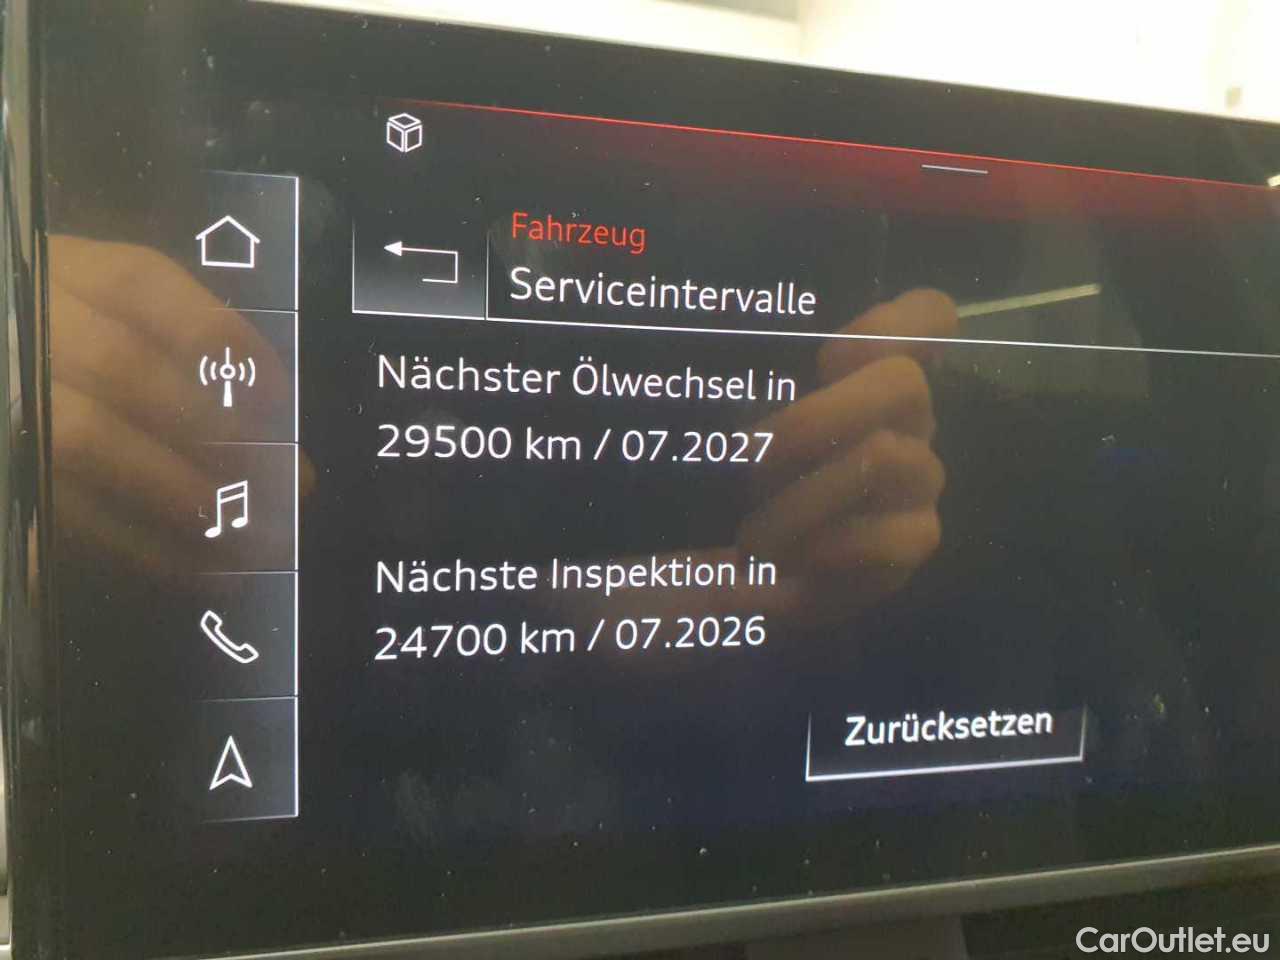 Fahrzeug
Serviceintervalle
Nächster Ölwechsel in
29500 km / 07.2027
Nächste Inspektion in
24700 km / 07.2026
Zurücksetzen
CarOutlet.eu